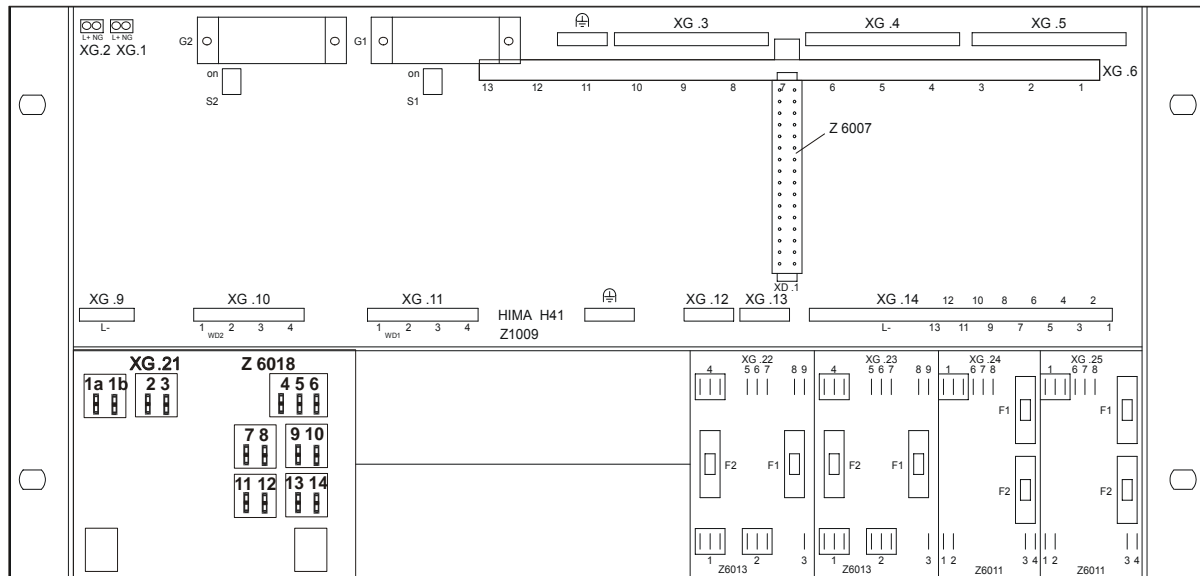 XG .3 XG .4 XG .5
L+ NG L+ NG
XG.2 XG.1
G2 G1
on on
S2 S1
XG .6
13 12 11 10 9 8 7 6 5 4 3 2 1
Z 6007
XD .1
XG .9 XG .10 XG .11 XG .12 XG .13 XG .14 12 10 8 6 4 2
HIMA H41
L- 1 2 3 4 1 2 3 4 L- 13 11 9 7 5 3 1
WD2 WD1
Z1009
XG.21 Z 6018
1a 1b 2 3 4 5 6
7 8 9 10
11 12 13 14
XG .22 XG .23 XG .24 XG .25
4 5 6 7 8 9 4 5 6 7 8 9 1 6 7 8 1 6 7 8
F1 F1
F2 F1 F2 F1
F2 F2
1 2 3 1 2 3 1 2 3 4 1 2 3 4
Z6013 Z6013 Z6011 Z6011